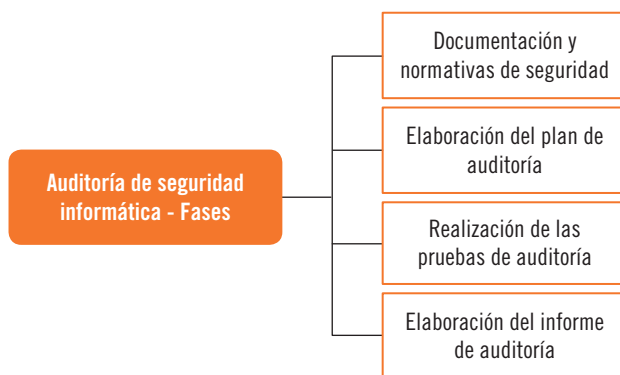 Auditoría de seguridad
informática - Fases
Documentación y
normativas de seguridad
Elaboración del plan de
auditoría
Realización de las
pruebas de auditoría
Elaboración del informe
de auditoría